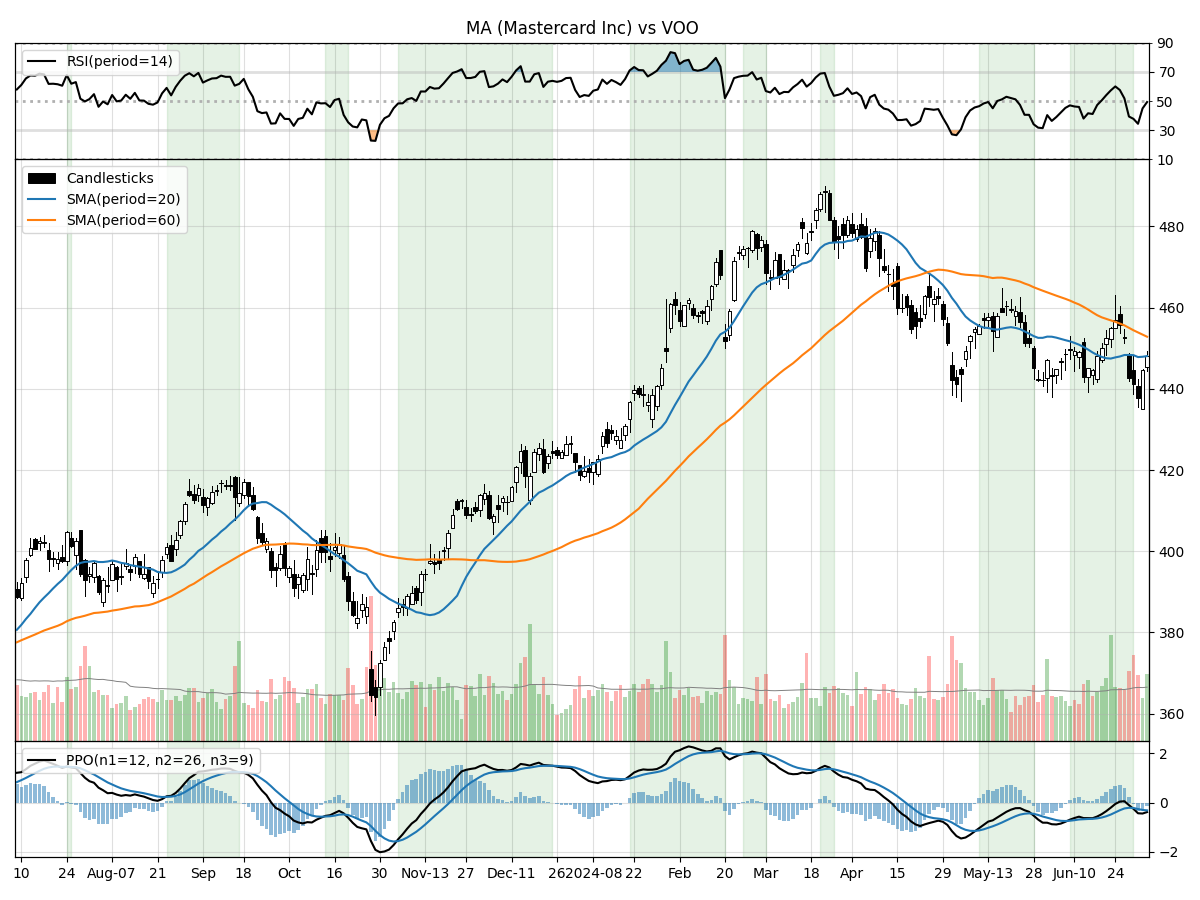 MA (Mastercard Inc) vs VOO
RSI(period=14)
90
70
50
30
10
Candlesticks
SMA(period=20)
SMA(period=60)
480
460
440
420
400
380
360
PPO(n1=12, n2=26, n3=9)
2
0
−2
10 24 Aug-07 21 Sep 18 Oct 16 30 Nov-13 27 Dec-11 26 2024-08 22 Feb 20 Mar 18 Apr 15 29 May-13 28 Jun-10 24